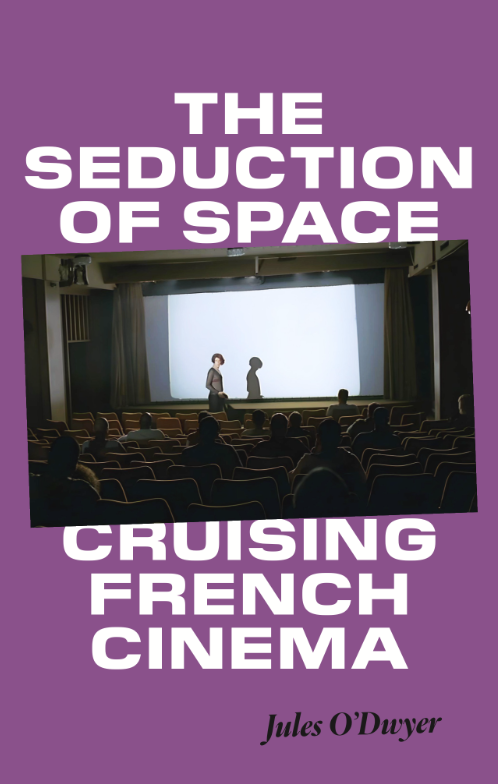 THE
SEDUCTION
OF SPACE
CRUISING
FRENCH
CINEMA
Jules O'Dwyer